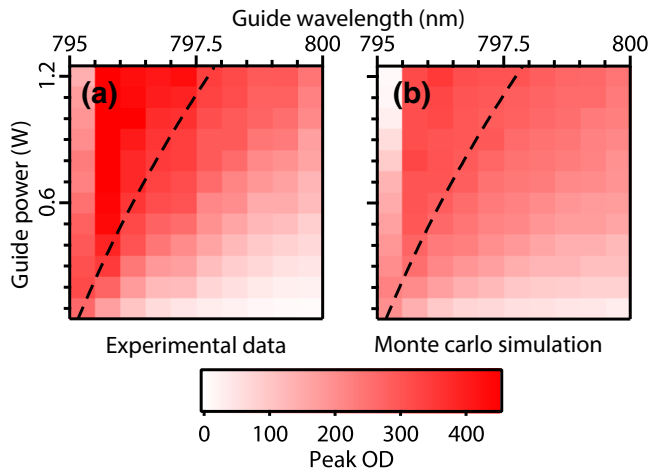 Guide wavelength (nm)
795 797.5 800
795 797.5 800
Guide power (W)
1.2
0.6
(a)
(b)
Experimental data
Monte carlo simulation
0 100 200 300 400
Peak OD